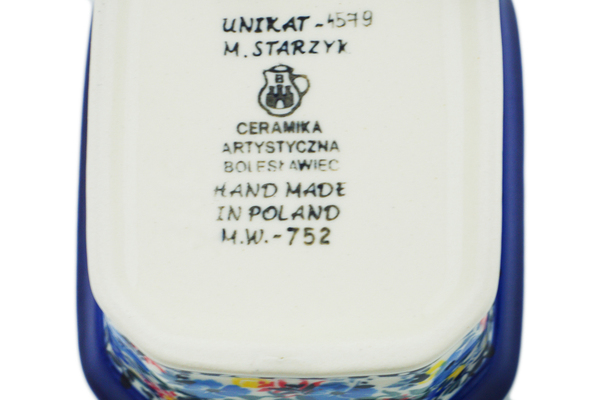 UNIKAT-4579
M.STARZYK
B
CERAMIKA
ARTYSTYCZNA
BOLESŁAWIEC
HAND MADE
IN POLAND
M.W.-752